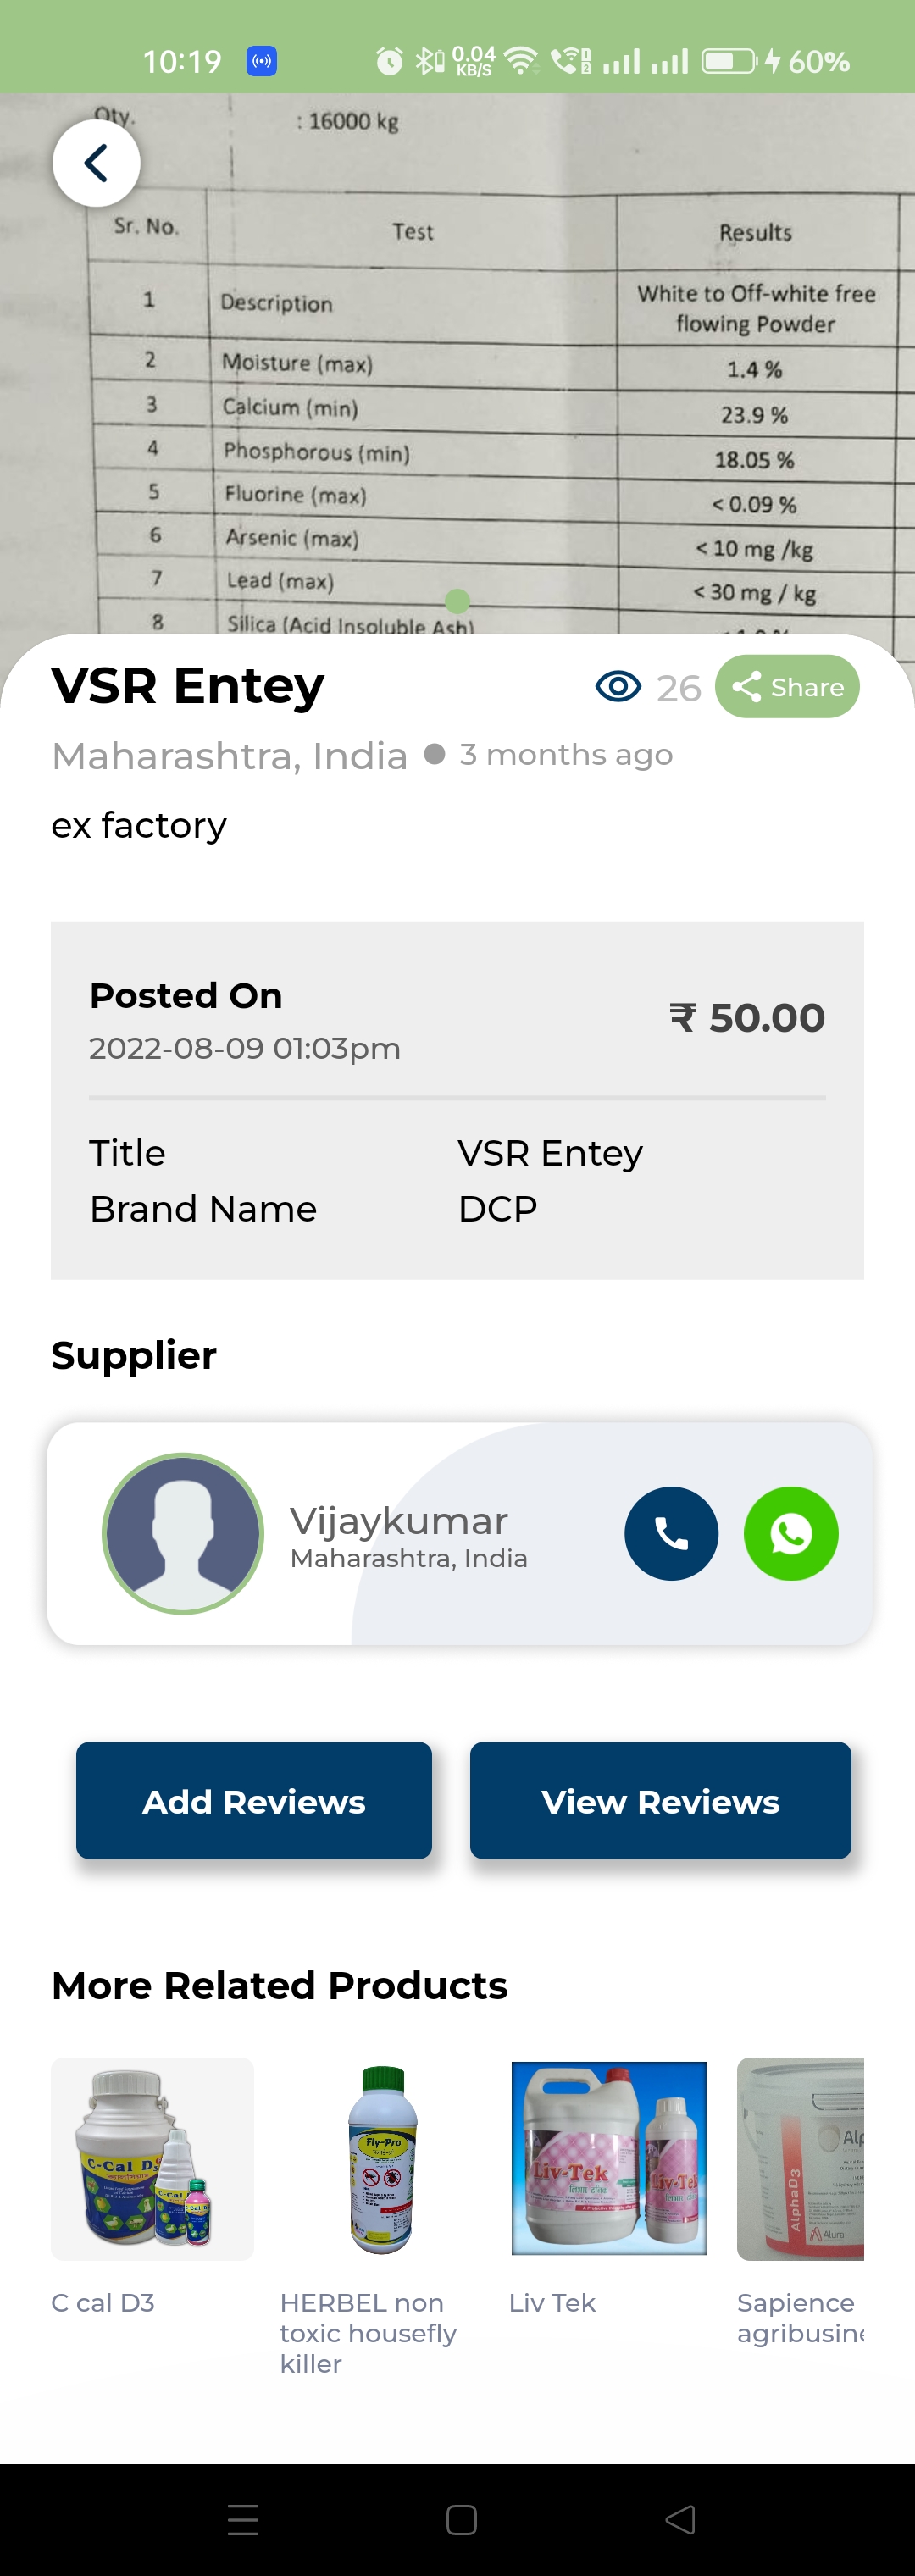 10:19
0.04
KB/S
60%
Qty.
: 16000 kg
Sr. No. Test Results
1 Description White to Off-white free
flowing Powder
2 Moisture (max) 1.4 %
3 Calcium (min) 23.9 %
4 Phosphorous (min) 18.05 %
5 Fluorine (max) < 0.09 %
6 Arsenic (max) < 10 mg /kg
7 Lead (max) < 30 mg / kg
8 Silica (Acid Insoluble Ash)
VSR Entey
26
Share
Maharashtra, India ● 3 months ago
ex factory
Posted On
₹ 50.00
2022-08-09 01:03pm
Title VSR Entey
Brand Name DCP
Supplier
Vijaykumar
Maharashtra, India
Add Reviews View Reviews
More Related Products
C-Cal D3
Fly-Pro
Liv-Tek
Liv-Tek
AlphaD3
Alura
C cal D3
HERBEL non
toxic housefly
killer
Liv Tek
Sapience